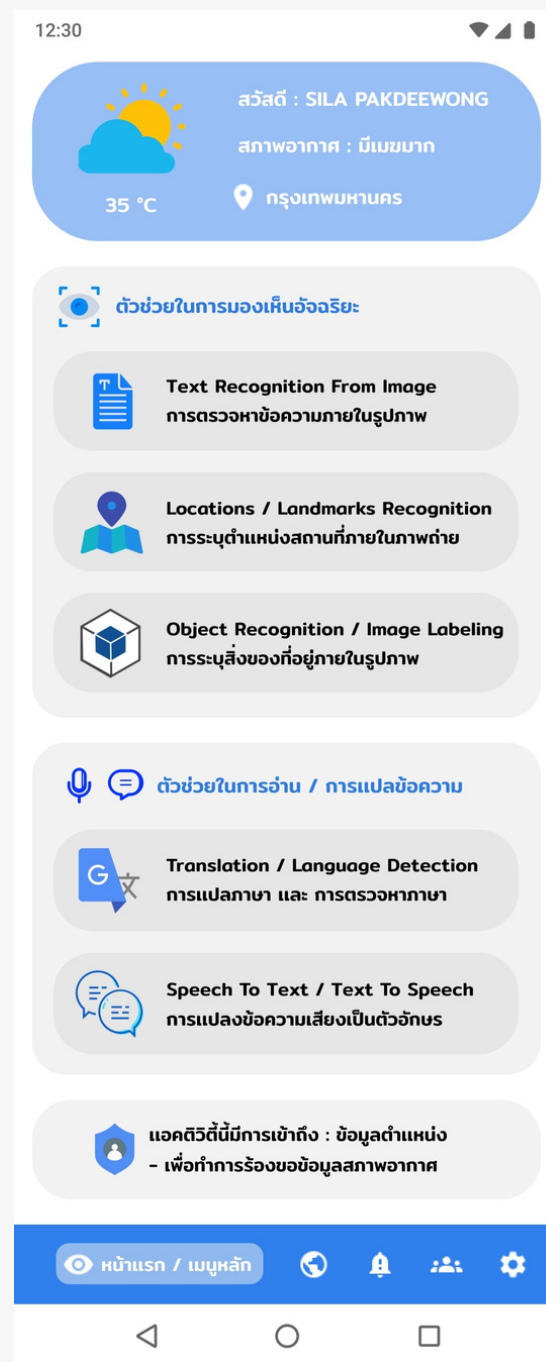 12:30
สวัสดี : SILA PAKDEEWONG
สภาพอากาศ : มีเมฆมาก
35 °C
กรุงเทพมหานคร
ตัวช่วยในการมองเห็นอัจฉริยะ
T
Text Recognition From Image
การตรวจหาข้อความภายในรูปภาพ
Locations / Landmarks Recognition
การระบุตำแหน่งสถานที่ภายในภาพถ่าย
Object Recognition / Image Labeling
การระบุสิ่งของที่อยู่ภายในรูปภาพ
ตัวช่วยในการอ่าน / การแปลข้อความ
G 文
Translation / Language Detection
การแปลภาษา และ การตรวจหาภาษา
Speech To Text / Text To Speech
การแปลงข้อความเสียงเป็นตัวอักษร
แอคติวิตี้นี้มีการเข้าถึง : ข้อมูลตำแหน่ง
- เพื่อทำการร้องขอข้อมูลสภาพอากาศ
หน้าแรก / เมนูหลัก